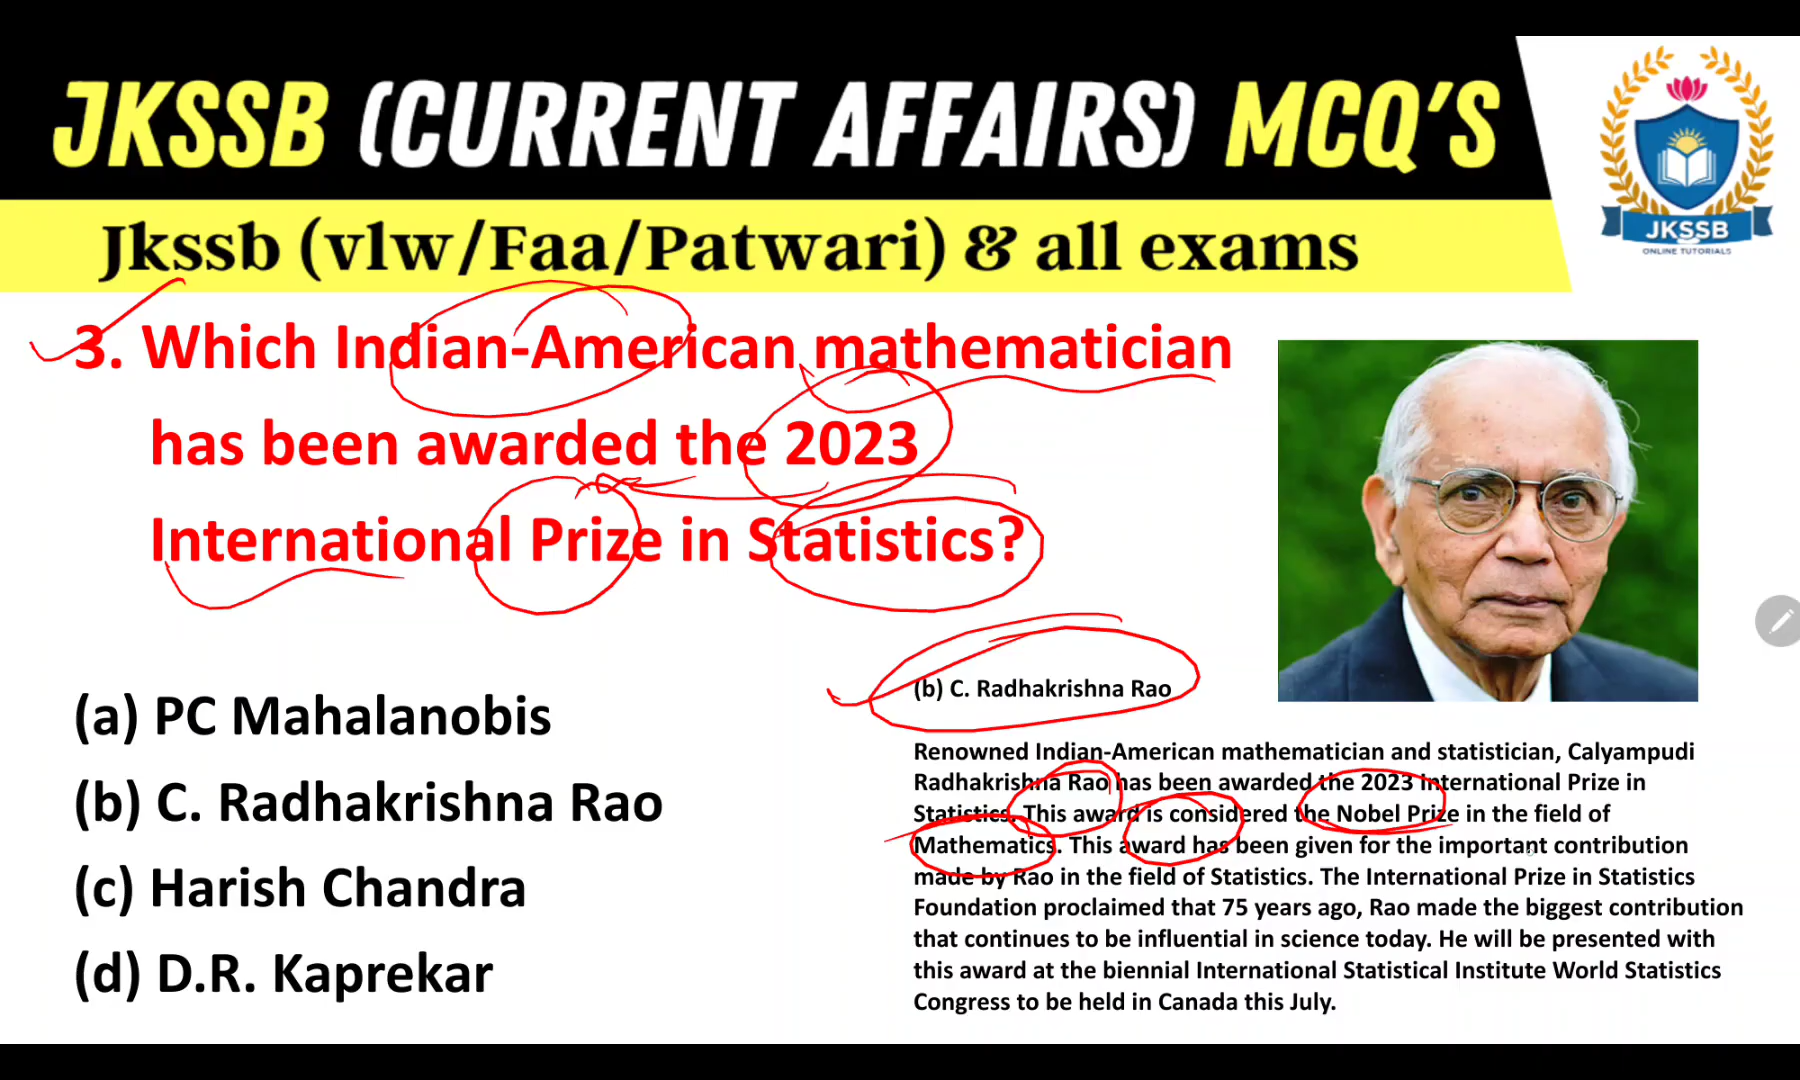 JKSSB (CURRENT AFFAIRS) MCQ'S
Jkssb (vlw/Faa/Patwari) & all exams
JKSSB
ONLINE TUTORIALS
3. Which Indian-American mathematician
has been awarded the 2023
International Prize in Statistics?
(a) PC Mahalanobis
(b) C. Radhakrishna Rao
(c) Harish Chandra
(d) D.R. Kaprekar
(b) C. Radhakrishna Rao
Renowned Indian-American mathematician and statistician, Calyampudi
Radhakrishna Rao has been awarded the 2023 International Prize in
Statistics. This award is considered the Nobel Prize in the field of
Mathematics. This award has been given for the important contribution
made by Rao in the field of Statistics. The International Prize in Statistics
Foundation proclaimed that 75 years ago, Rao made the biggest contribution
that continues to be influential in science today. He will be presented with
this award at the biennial International Statistical Institute World Statistics
Congress to be held in Canada this July.